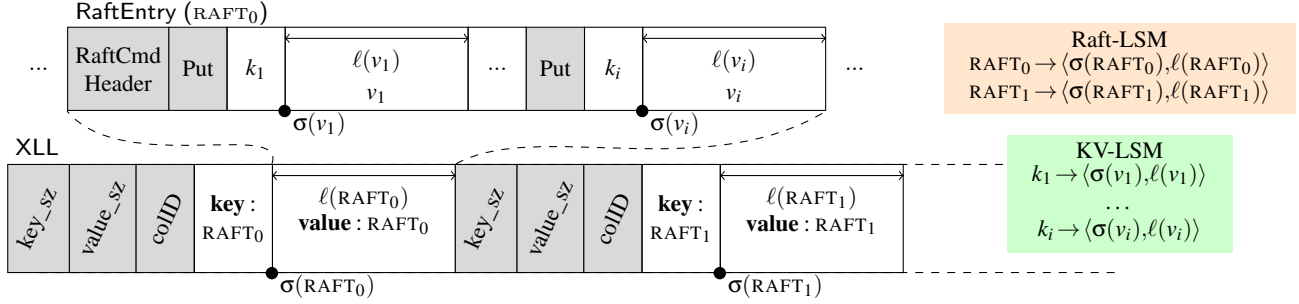 RaftEntry (RAFT₀)
... RaftCmd Header Put k₁ ℓ(v₁) v₁ ... Put kᵢ ℓ(vᵢ) vᵢ ...
σ(v₁) σ(vᵢ)
Raft-LSM
RAFT₀→⟨σ(RAFT₀),ℓ(RAFT₀)⟩
RAFT₁→⟨σ(RAFT₁),ℓ(RAFT₁)⟩
XLL
key_sz value_sz colID key : RAFT₀ ℓ(RAFT₀) value : RAFT₀ key_sz value_sz colID key : RAFT₁ ℓ(RAFT₁) value : RAFT₁
σ(RAFT₀) σ(RAFT₁)
KV-LSM
k₁→⟨σ(v₁),ℓ(v₁)⟩
...
kᵢ→⟨σ(vᵢ),ℓ(vᵢ)⟩